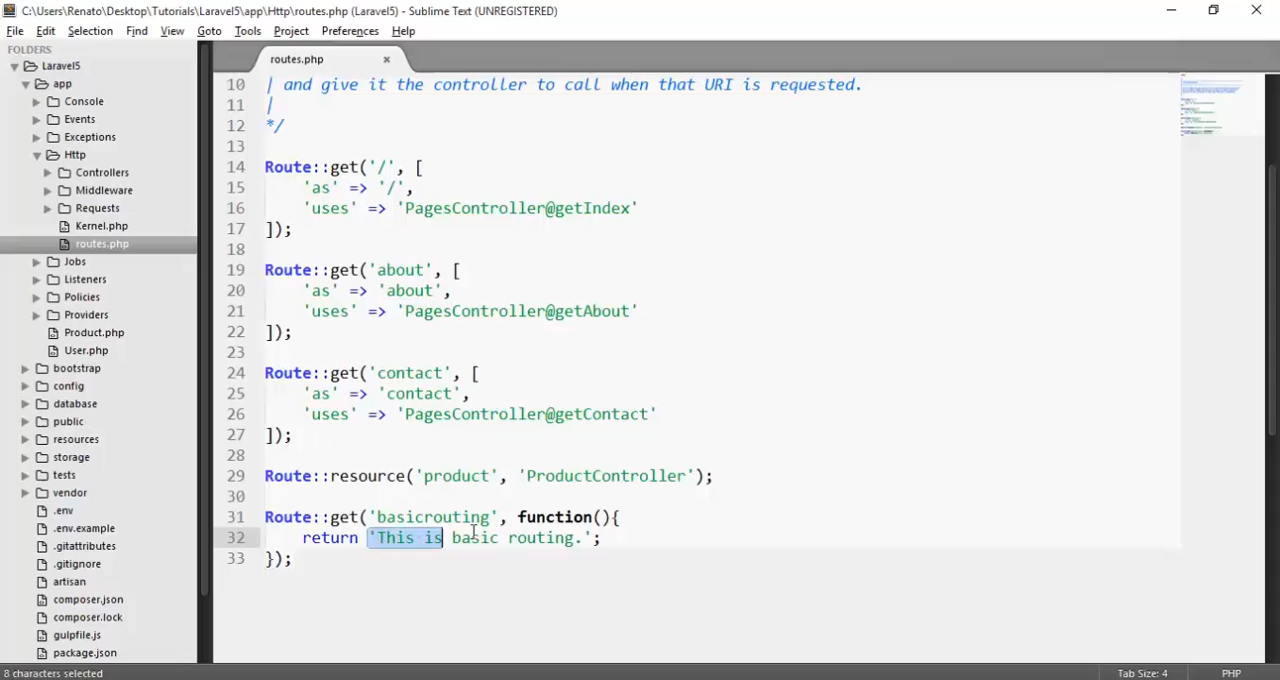 C:\Users\Renato\Desktop\Tutorials\Laravel5\app\Http\routes.php (Laravel5) - Sublime Text (UNREGISTERED)
File Edit Selection Find View Goto Tools Project Preferences Help
FOLDERS
Laravel5
app
Console
Events
Exceptions
Http
Controllers
Middleware
Requests
Kernel.php
routes.php
Jobs
Listeners
Policies
Providers
Product.php
User.php
bootstrap
config
database
public
resources
storage
tests
vendor
.env
.env.example
.gitattributes
.gitignore
artisan
composer.json
composer.lock
gulpfile.js
package.json
routes.php
10 | and give it the controller to call when that URI is requested.
11 |
12 */
13
14 Route::get('/', [
15     'as' => '/',
16     'uses' => 'PagesController@getIndex'
17 ]);
18
19 Route::get('about', [
20     'as' => 'about',
21     'uses' => 'PagesController@getAbout'
22 ]);
23
24 Route::get('contact', [
25     'as' => 'contact',
26     'uses' => 'PagesController@getContact'
27 ]);
28
29 Route::resource('product', 'ProductController');
30
31 Route::get('basicrouting', function(){
32     return 'This is basic routing.';
33 });
8 characters selected
Tab Size: 4
PHP